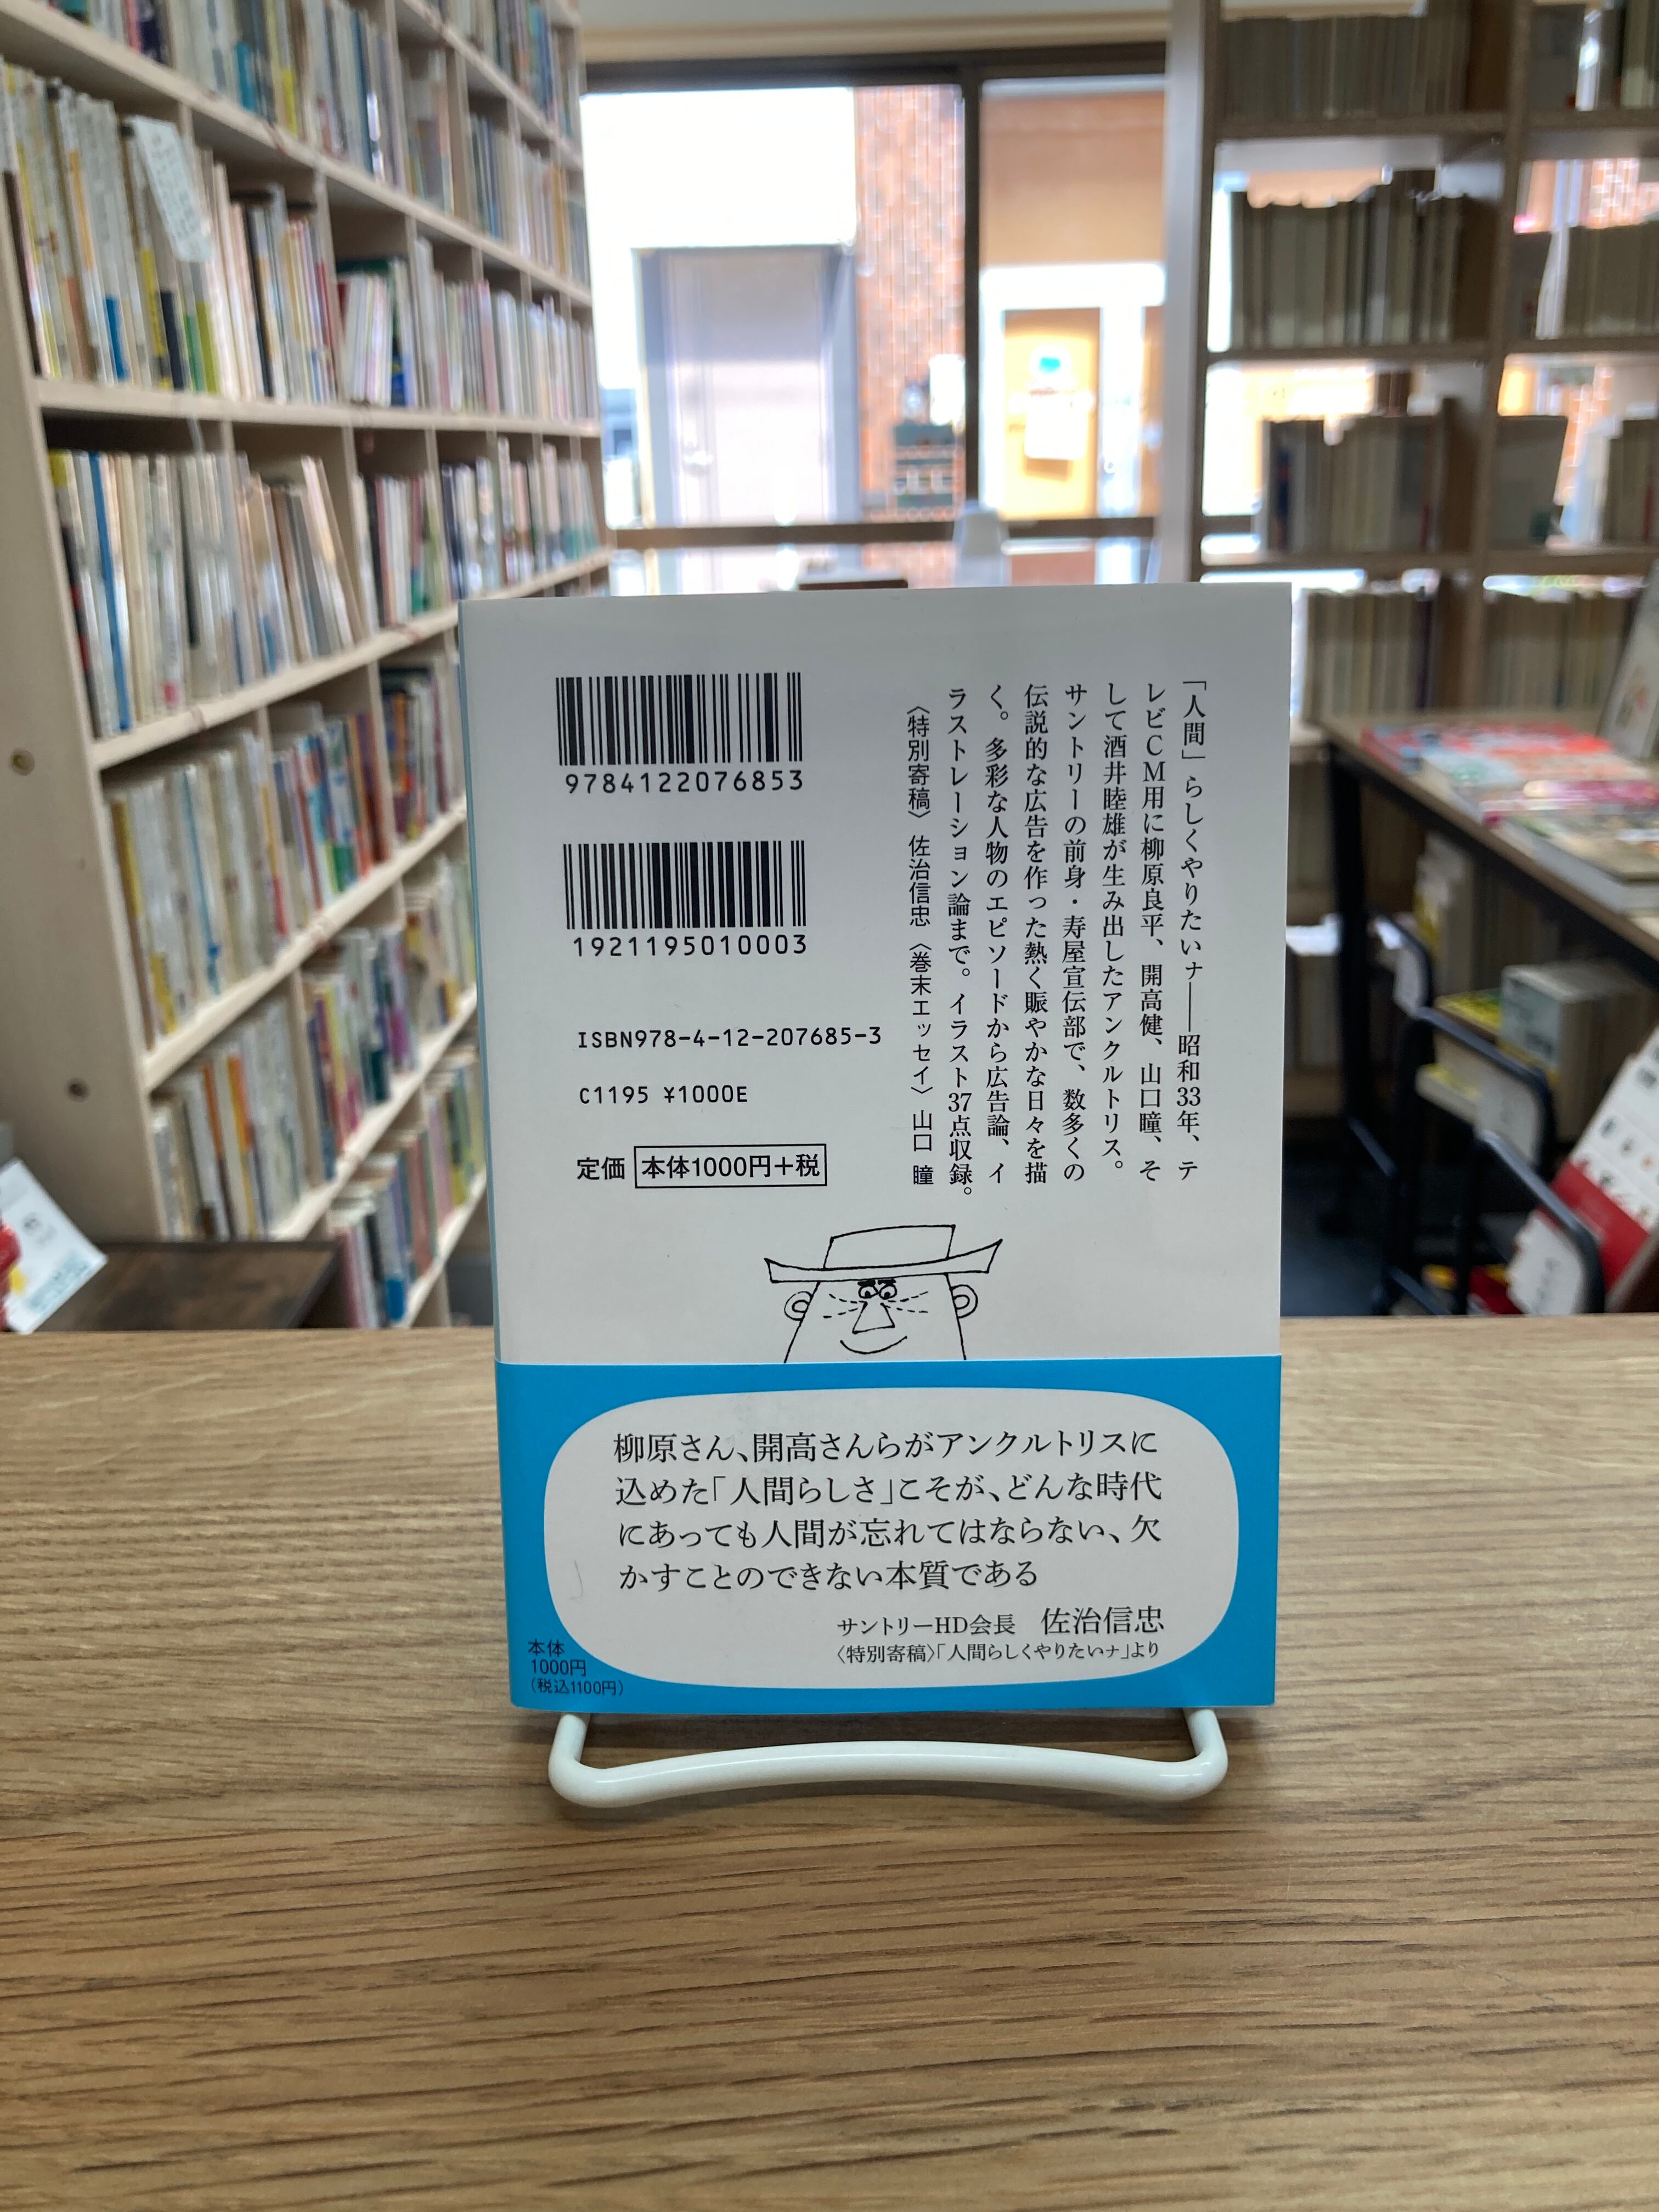 「人間」らしくやりたいナ――昭和33年、テ
レビCM用に柳原良平、開高健、山口瞳、そ
して酒井睦雄が生み出したアンクルトリス。
サントリーの前身・寿屋宣伝部で、数多くの
伝説的な広告を作った熱く賑やかな日々を描
く。多彩な人物のエピソードから広告論、イ
ラストレーション論まで。イラスト37点収録。
〈特別寄稿〉佐治信忠〈巻末エッセイ〉山口 瞳
9784122076853
1921195010003
ISBN978-4-12-207685-3
C1195 ¥1000E
定価 本体1000円+税
柳原さん、開高さんらがアンクルトリスに
込めた「人間らしさ」こそが、どんな時代
にあっても人間が忘れてはならない、欠
かすことのできない本質である
サントリーHD会長 佐治信忠
〈特別寄稿〉「人間らしくやりたいナ」より
本体
1000円
(税込1100円)